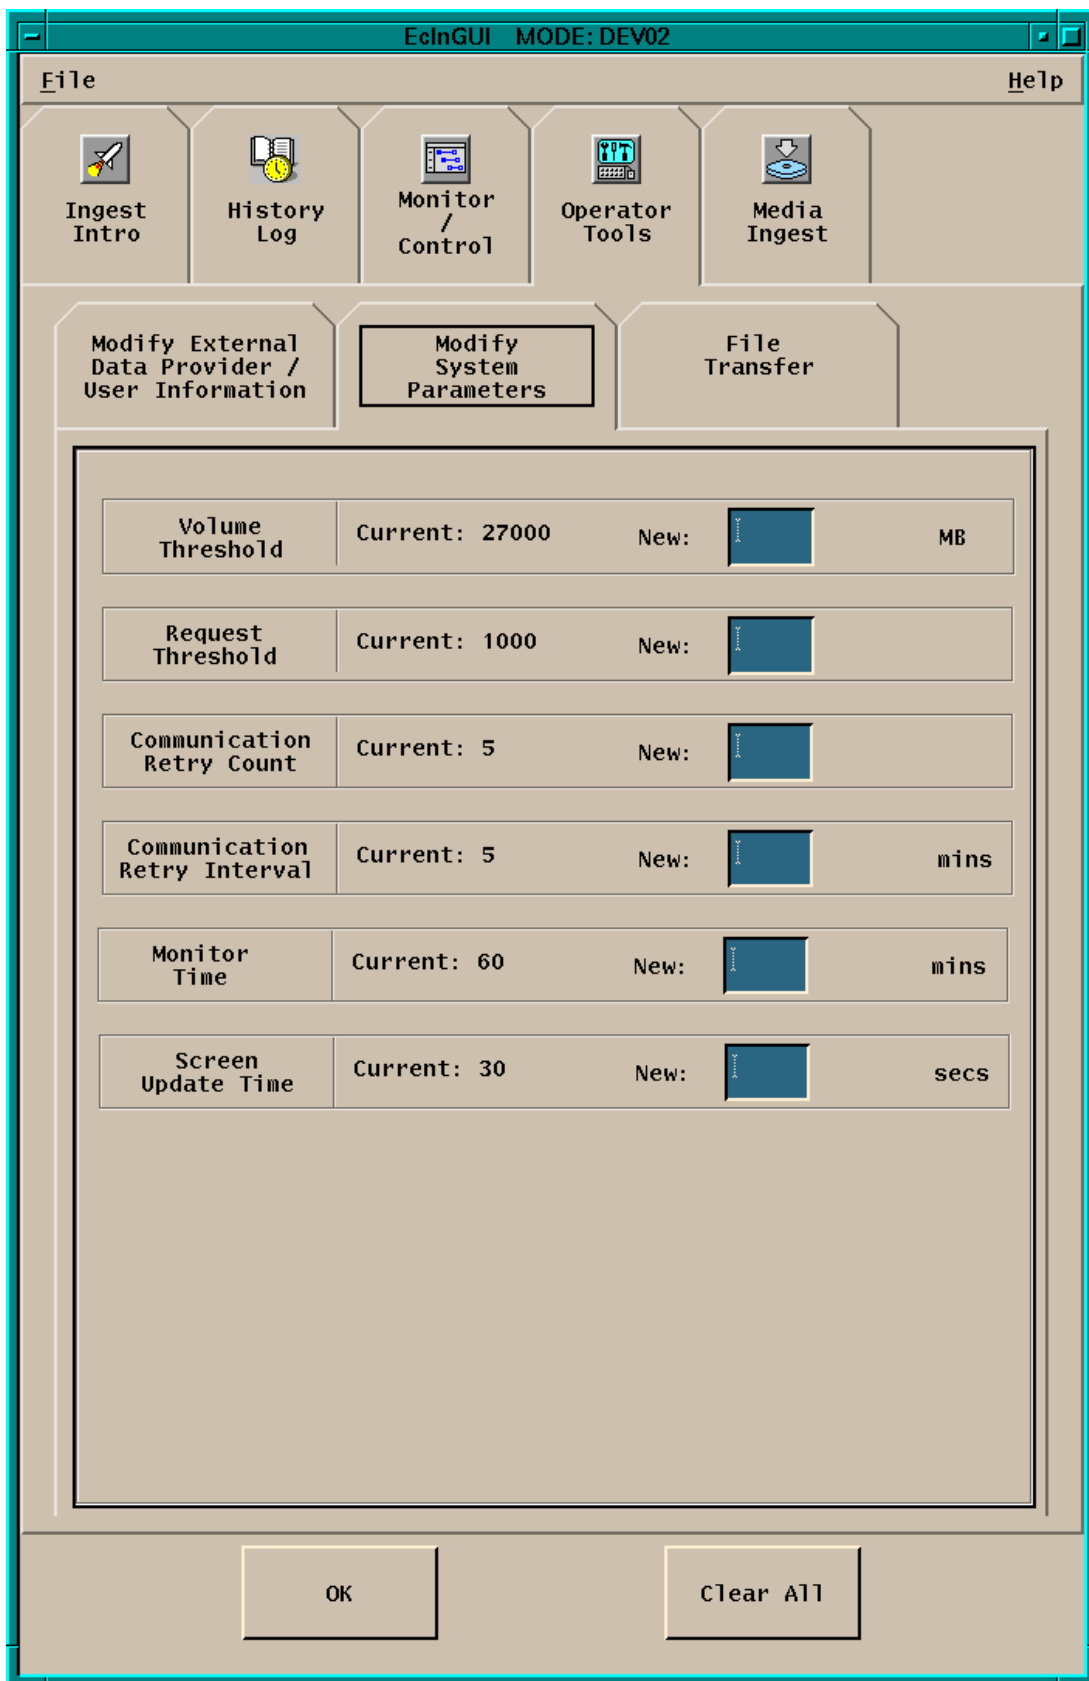 EcInGUI MODE: DEV02
File Help
Ingest
Intro
History
Log
Monitor
/
Control
Operator
Tools
Media
Ingest
Modify External
Data Provider /
User Information
Modify
System
Parameters
File
Transfer
Volume
Threshold
Current: 27000 New: MB
Request
Threshold
Current: 1000 New:
Communication
Retry Count
Current: 5 New:
Communication
Retry Interval
Current: 5 New: mins
Monitor
Time
Current: 60 New: mins
Screen
Update Time
Current: 30 New: secs
OK Clear All